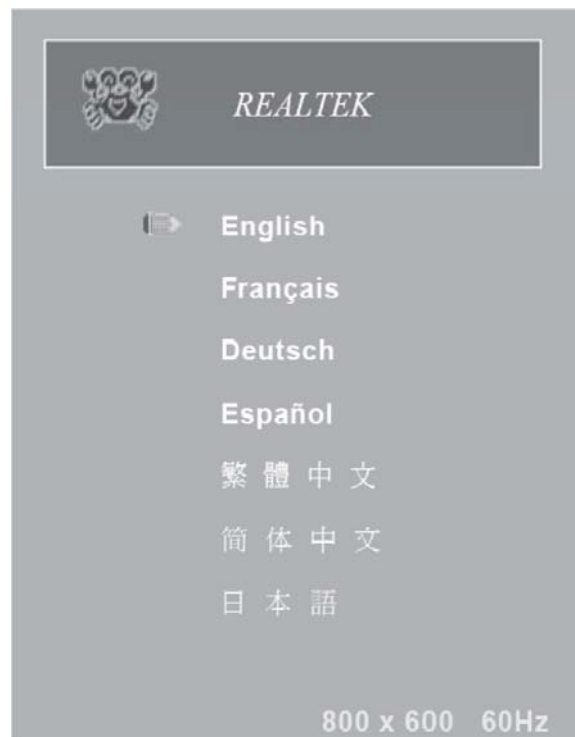 REALTEK
English
Français
Deutsch
Español
繁體中文
简体中文
日本語
800 x 600 60Hz